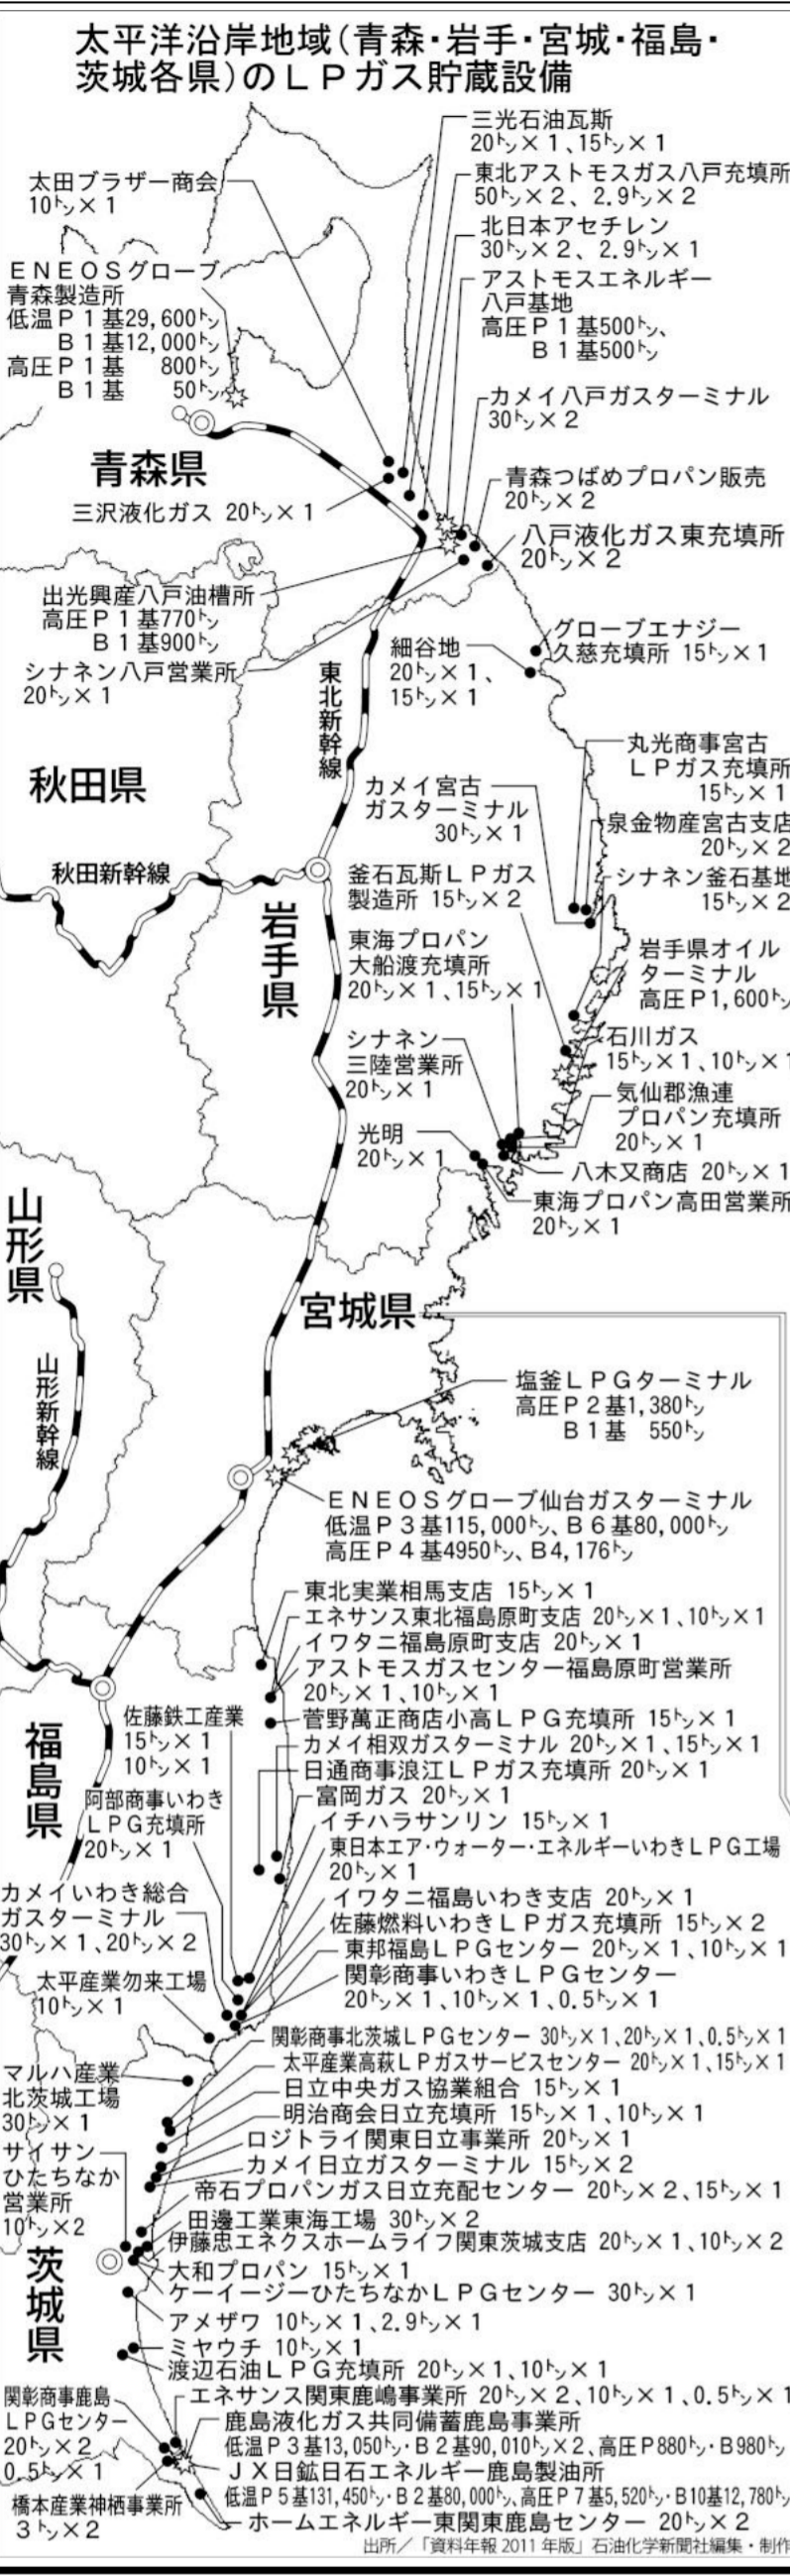 太平洋沿岸地域(青森・岩手・宮城・福島・
茨城各県)のLPガス貯蔵設備
三光石油瓦斯
20㌧×1、15㌧×1
太田ブラザー商会
10㌧×1
東北アストモスガス八戸充填所
50㌧×2、2.9㌧×2
北日本アセチレン
30㌧×2、2.9㌧×1
ENEOSグローブ
青森製造所
低温P1基29,600㌧
B1基12,000㌧
高圧P1基 800㌧
B1基 50㌧
アストモスエネルギー
八戸基地
高圧P1基500㌧、
B1基500㌧
カメイ八戸ガスターミナル
30㌧×2
青森県
青森つばめプロパン販売
20㌧×2
三沢液化ガス 20㌧×1
八戸液化ガス東充填所
20㌧×2
出光興産八戸油槽所
高圧P1基770㌧
B1基900㌧
シナネン八戸営業所
20㌧×1
東北新幹線
細谷地
20㌧×1、
15㌧×1
グローブエナジー
久慈充填所 15㌧×1
秋田県
丸光商事宮古
LPガス充填所
15㌧×1
カメイ宮古
ガスターミナル
30㌧×1
泉金物産宮古支店
20㌧×2
秋田新幹線
釜石瓦斯LPガス
製造所 15㌧×2
シナネン釜石基地
15㌧×2
岩手県
東海プロパン
大船渡充填所
20㌧×1、15㌧×1
岩手県オイル
ターミナル
高圧P1,600㌧
シナネン
三陸営業所
20㌧×1
石川ガス
15㌧×1、10㌧×1
気仙郡漁連
プロパン充填所
20㌧×1
光明
20㌧×1
八木又商店 20㌧×1
東海プロパン高田営業所
20㌧×1
山形県
宮城県
山形新幹線
塩釜LPGターミナル
高圧P2基1,380㌧
B1基 550㌧
ENEOSグローブ仙台ガスターミナル
低温P3基115,000㌧、B6基80,000㌧
高圧P4基4950㌧、B4,176㌧
東北実業相馬支店 15㌧×1
エネサンス東北福島原町支店 20㌧×1、10㌧×1
イワタニ福島原町支店 20㌧×1
アストモスガスセンター福島原町営業所
20㌧×1、10㌧×1
菅野萬正商店小高LPG充填所 15㌧×1
カメイ相双ガスターミナル 20㌧×1、15㌧×1
日通商事浪江LPガス充填所 20㌧×1
福島県
佐藤鉄工産業
15㌧×1
10㌧×1
富岡ガス 20㌧×1
イチハラサンリン 15㌧×1
阿部商事いわき
LPG充填所
20㌧×1
東日本エア・ウォーター・エネルギーいわきLPG工場
20㌧×1
イワタニ福島いわき支店 20㌧×1
カメイいわき総合
ガスターミナル
30㌧×1、20㌧×2
佐藤燃料いわきLPガス充填所 15㌧×2
東邦福島LPGセンター 20㌧×1、10㌧×1
関彰商事いわきLPGセンター
20㌧×1、10㌧×1、0.5㌧×1
太平産業勿来工場
10㌧×1
関彰商事北茨城LPGセンター 30㌧×1、20㌧×1、0.5㌧×1
太平産業高萩LPガスサービスセンター 20㌧×1、15㌧×1
マルハ産業
北茨城工場
30㌧×1
日立中央ガス協業組合 15㌧×1
明治商会日立充填所 15㌧×1、10㌧×1
ロジトライ関東日立事業所 20㌧×1
カメイ日立ガスターミナル 15㌧×2
サイサン
ひたちなか
営業所
10㌧×2
帝石プロパンガス日立充配センター 20㌧×2、15㌧×1
田邊工業東海工場 30㌧×2
伊藤忠エネクスホームライフ関東茨城支店 20㌧×1、10㌧×2
大和プロパン 15㌧×1
ケーイージーひたちなかLPGセンター 30㌧×1
茨城県
アメザワ 10㌧×1、2.9㌧×1
ミヤウチ 10㌧×1
渡辺石油LPG充填所 20㌧×1、10㌧×1
エネサンス関東鹿嶋事業所 20㌧×2、10㌧×1、0.5㌧×1
関彰商事鹿島
LPGセンター
20㌧×2
0.5㌧×1
鹿島液化ガス共同備蓄鹿島事業所
低温P3基13,050㌧・B2基90,010㌧×2、高圧P880㌧・B980㌧
JX日鉱日石エネルギー鹿島製油所
低温P5基131,450㌧・B2基80,000㌧、高圧P7基5,520㌧・B10基12,780㌧
橋本産業神栖事業所
3㌧×2
ホームエネルギー東関東鹿島センター 20㌧×2
出所/「資料年報2011年版」石油化学新聞社編集・制作